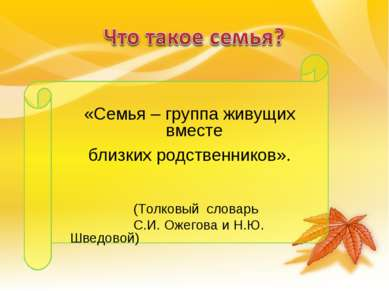 Что такое семья?
«Семья – группа живущих
вместе
близких родственников».
(Толковый словарь
С.И. Ожегова и Н.Ю.
Шведовой)